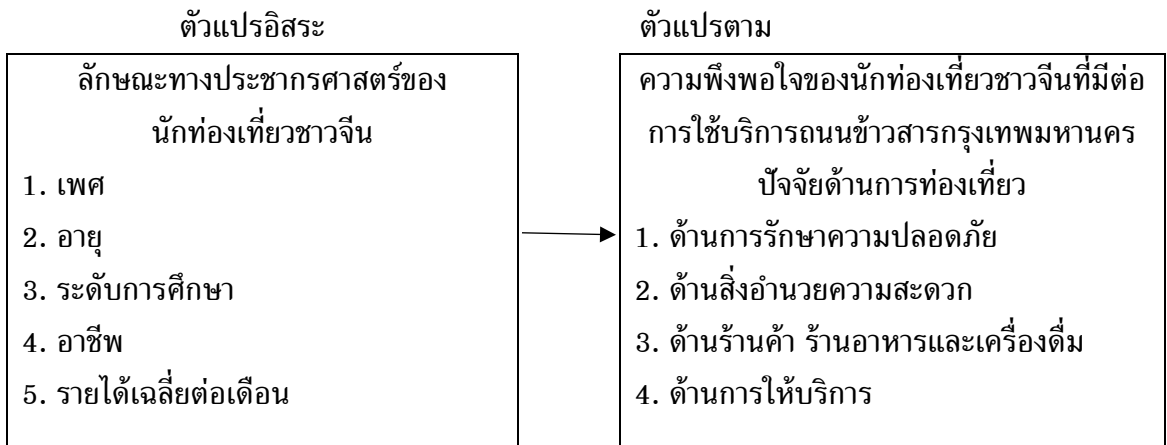 ตัวแปรอิสระ
ลักษณะทางประชากรศาสตร์ของ
นักท่องเที่ยวชาวจีน
1. เพศ
2. อายุ
3. ระดับการศึกษา
4. อาชีพ
5. รายได้เฉลี่ยต่อเดือน
ตัวแปรตาม
ความพึงพอใจของนักท่องเที่ยวชาวจีนที่มีต่อ
การใช้บริการถนนข้าวสารกรุงเทพมหานคร
ปัจจัยด้านการท่องเที่ยว
1. ด้านการรักษาความปลอดภัย
2. ด้านสิ่งอำนวยความสะดวก
3. ด้านร้านค้า ร้านอาหารและเครื่องดื่ม
4. ด้านการให้บริการ